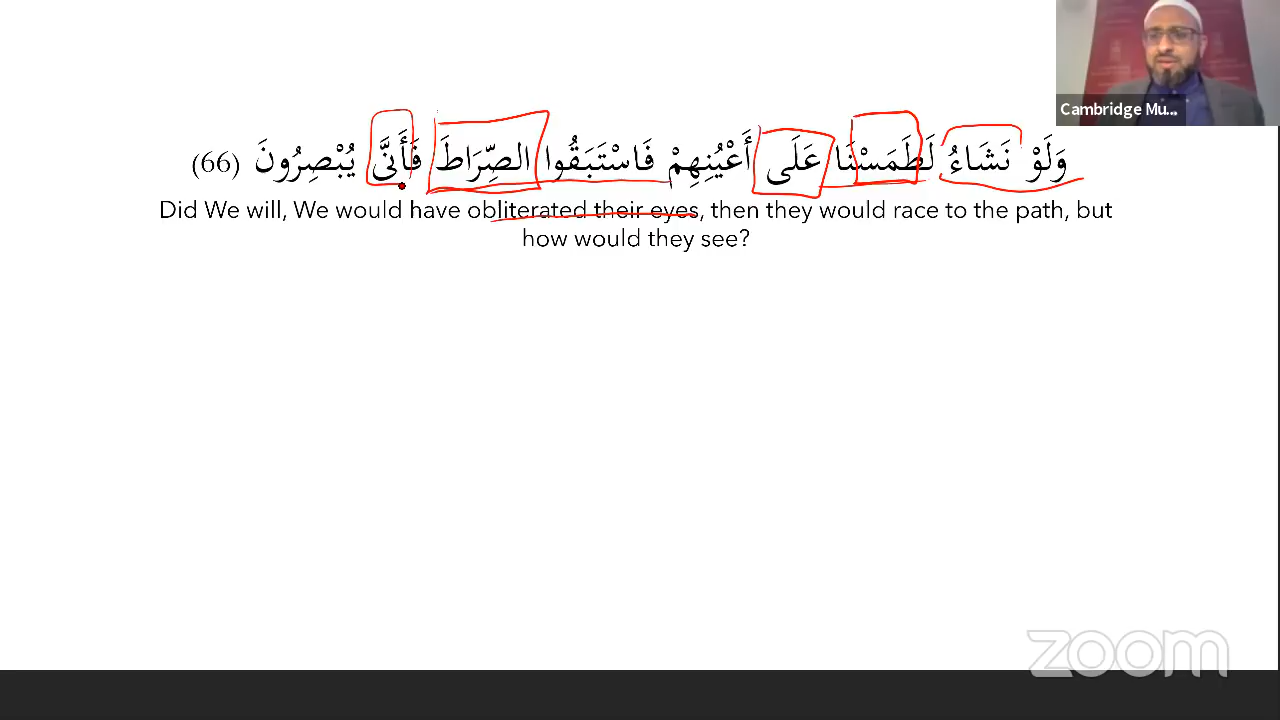 Cambridge Mu...
وَلَوْ نَشَاءُ لَطَمَسْنَا عَلَى أَعْيُنِهِمْ فَاسْتَبَقُوا الصِّرَاطَ فَأَنَّى يُبْصِرُونَ (66)
Did We will, We would have obliterated their eyes, then they would race to the path, but
how would they see?
zoom